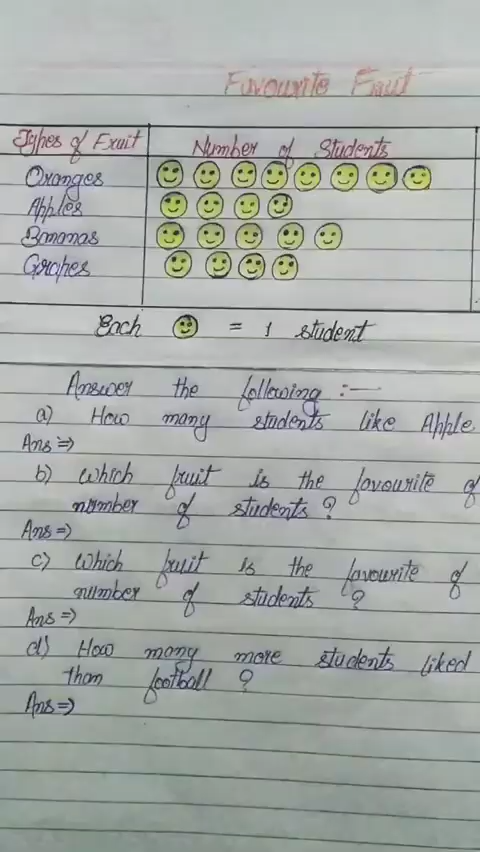 Favourite Fruit
Types of Fruit Number of Students
Oranges
Apples
Bananas
Grapes
Each = 1 student
Answer the following :—
a) How many students like Apple
Ans =>
b) which fruit is the favourite of
number of students ?
Ans =>
c) Which fruit is the favourite of
number of students ?
Ans =>
d) How many more students liked
than football ?
Ans =>